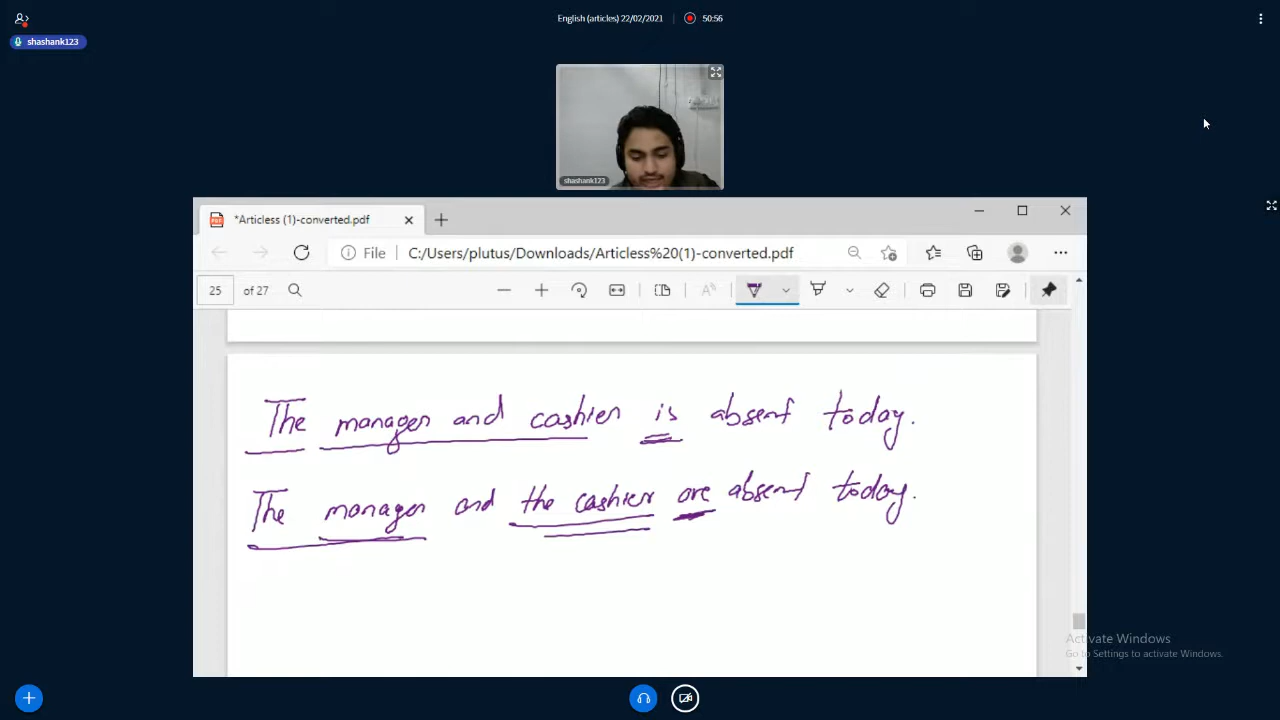 English (articles) 22/02/2021
50:56
shashank123
shashank123
*Articless (1)-converted.pdf
File
C:/Users/plutus/Downloads/Articless%20(1)-converted.pdf
25 of 27
The manager and cashier is absent today.
The manager and the cashier are absent today.
Activate Windows
Go to Settings to activate Windows.